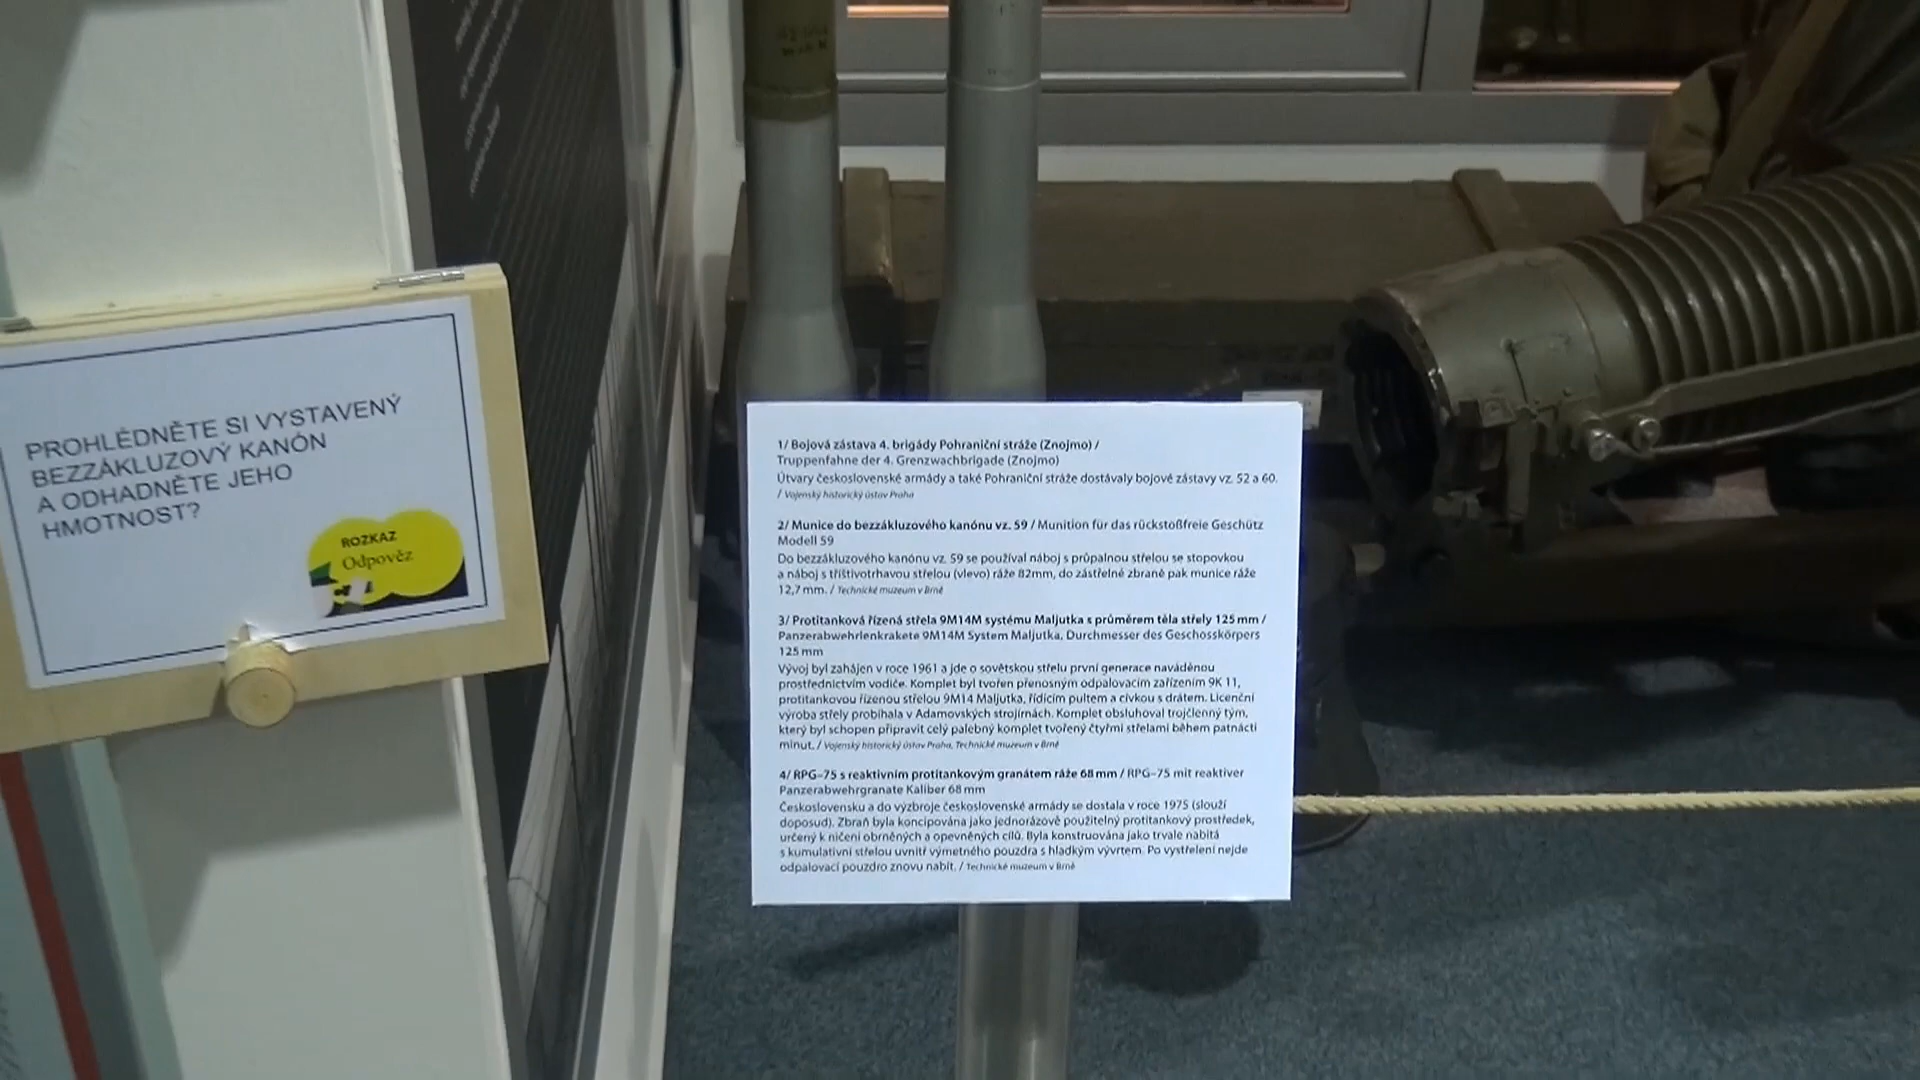 PROHLÉDNĚTE SI VYSTAVENÝ
BEZZÁKLUZOVÝ KANÓN
A ODHADNĚTE JEHO
HMOTNOST?
ROZKAZ
Odpověz
1/ Bojová zástava 4. brigády Pohraniční stráže (Znojmo) /
Truppenfahne der 4. Grenzwachbrigade (Znojmo)
Útvary československé armády a také Pohraniční stráže dostávaly bojové zástavy vz. 52 a 60.
/ Vojenský historický ústav Praha
2/ Munice do bezzákluzového kanónu vz. 59 / Munition für das rückstoßfreie Geschütz
Modell 59
Do bezzákluzového kanónu vz. 59 se používal náboj s průpalnou střelou se stopovkou
a náboj s tříštivotrhavou střelou (vlevo) ráže 82mm, do zástřelné zbraně pak munice ráže
12,7 mm. / Technické muzeum v Brně
3/ Protitanková řízená střela 9M14M systému Maljutka s průměrem těla střely 125 mm /
Panzerabwehrlenkrakete 9M14M System Maljutka, Durchmesser des Geschosskörpers
125 mm
Vývoj byl zahájen v roce 1961 a jde o sovětskou střelu první generace naváděnou
prostřednictvím vodiče. Komplet byl tvořen přenosným odpalovacím zařízením 9K 11,
protitankovou řízenou střelou 9M14 Maljutka, řídícím pultem a cívkou s drátem. Licenční
výroba střely probíhala v Adamovských strojírnách. Komplet obsluhoval trojčlenný tým,
který byl schopen připravit celý palebný komplet tvořený čtyřmi střelami během patnácti
minut. / Vojenský historický ústav Praha, Technické muzeum v Brně
4/ RPG–75 s reaktivním protitankovým granátem ráže 68 mm / RPG–75 mit reaktiver
Panzerabwehrgranate Kaliber 68 mm
Československu a do výzbroje československé armády se dostala v roce 1975 (slouží
doposud). Zbraň byla koncipována jako jednorázově použitelný protitankový prostředek,
určený k ničení obrněných a opevněných cílů. Byla konstruována jako trvale nabitá
s kumulativní střelou uvnitř výmetného pouzdra s hladkým vývrtem. Po vystřelení nejde
odpalovací pouzdro znovu nabít. / Technické muzeum v Brně